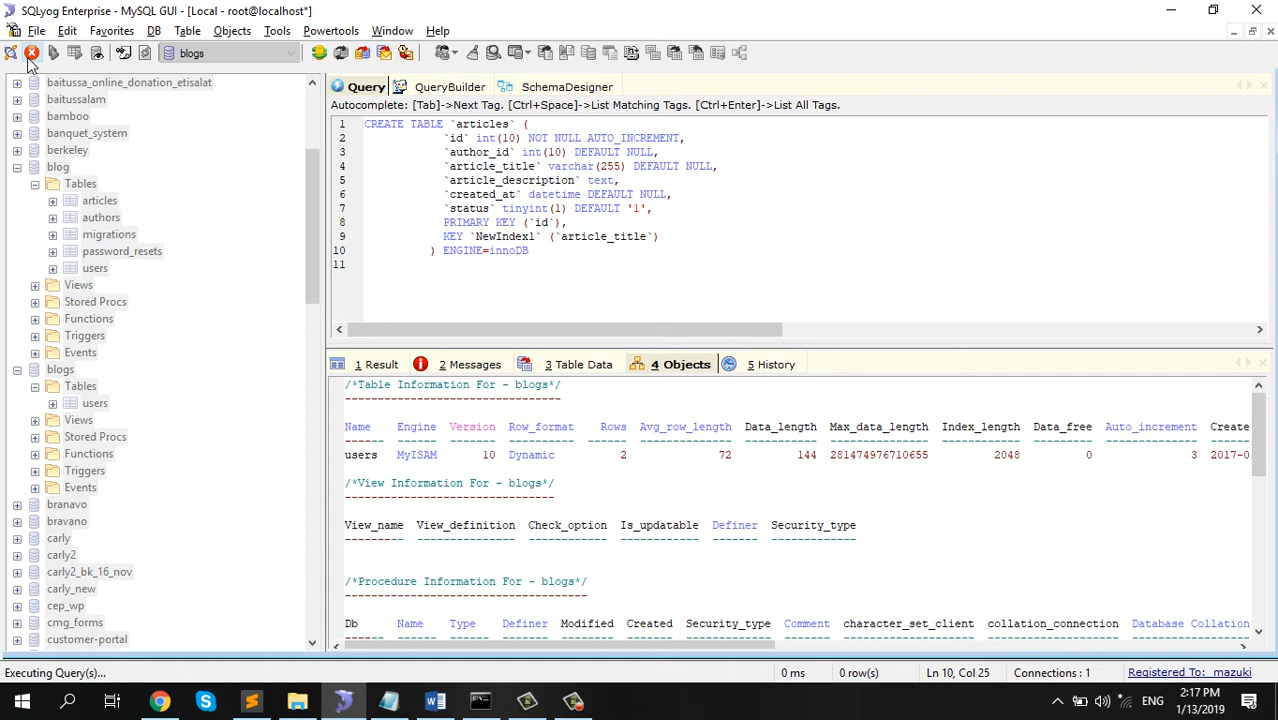 SQLyog Enterprise - MySQL GUI - [Local - root@localhost*]
File Edit Favorites DB Table Objects Tools Powertools Window Help
blogs
baitussa_online_donation_etisalat
baitussalam
bamboo
banquet_system
berkeley
blog
Tables
articles
authors
migrations
password_resets
users
Views
Stored Procs
Functions
Triggers
Events
blogs
Tables
users
Views
Stored Procs
Functions
Triggers
Events
branavo
bravano
carly
carly2
carly2_bk_16_nov
carly_new
cep_wp
cmg_forms
customer-portal
Query QueryBuilder SchemaDesigner
Autocomplete: [Tab]->Next Tag. [Ctrl+Space]->List Matching Tags. [Ctrl+Enter]->List All Tags.
1 CREATE TABLE `articles` (
2 `id` int(10) NOT NULL AUTO_INCREMENT,
3 `author_id` int(10) DEFAULT NULL,
4 `article_title` varchar(255) DEFAULT NULL,
5 `article_description` text,
6 `created_at` datetime DEFAULT NULL,
7 `status` tinyint(1) DEFAULT '1',
8 PRIMARY KEY (`id`),
9 KEY `NewIndex1` (`article_title`)
10 ) ENGINE=innoDB
11
1 Result 2 Messages 3 Table Data 4 Objects 5 History
/*Table Information For - blogs*/
---------------------------------
Name Engine Version Row_format Rows Avg_row_length Data_length Max_data_length Index_length Data_free Auto_increment Create
------ ------ ------- ---------- ------ -------------- ----------- --------------- ------------ --------- -------------- ------
users MyISAM 10 Dynamic 2 72 144 281474976710655 2048 0 3 2017-0
/*View Information For - blogs*/
--------------------------------
View_name View_definition Check_option Is_updatable Definer Security_type
--------- --------------- ------------ ------------ ------- -------------
/*Procedure Information For - blogs*/
-------------------------------------
Db Name Type Definer Modified Created Security_type Comment character_set_client collation_connection Database Collation
------ ------ ------ ------- -------- ------- ------------- ------- -------------------- -------------------- ------------------
Executing Query(s)... 0 ms 0 row(s) Ln 10, Col 25 Connections : 1 Registered To: mazuki
ENG 2:17 PM
1/13/2019